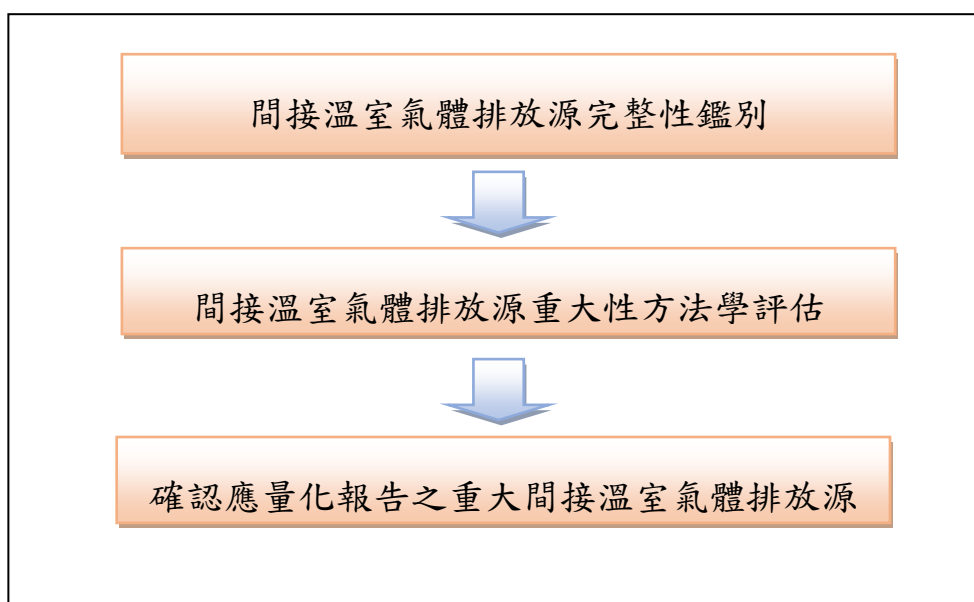 間接溫室氣體排放源完整性鑑別
間接溫室氣體排放源重大性方法學評估
確認應量化報告之重大間接溫室氣體排放源